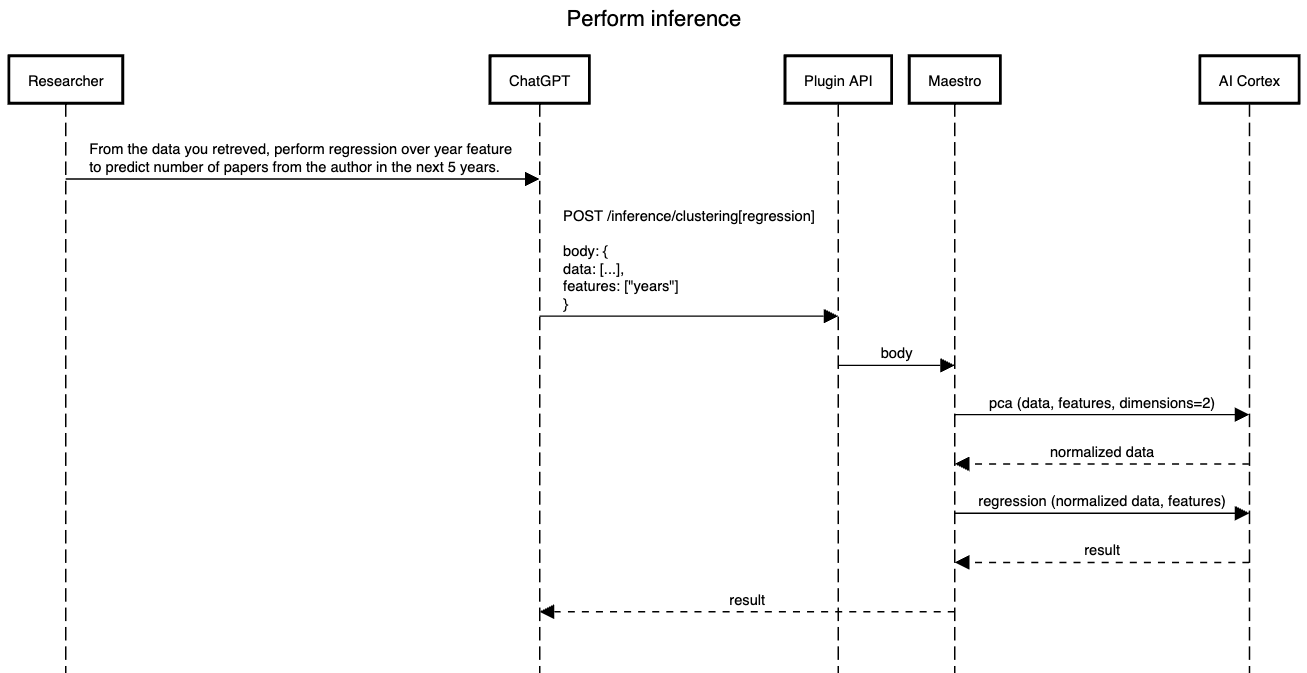 Perform inference
Researcher
ChatGPT
Plugin API
Maestro
AI Cortex
From the data you retreved, perform regression over year feature
to predict number of papers from the author in the next 5 years.
POST /inference/clustering[regression]
body: {
data: [...],
features: ["years"]
}
body
pca (data, features, dimensions=2)
normalized data
regression (normalized data, features)
result
result